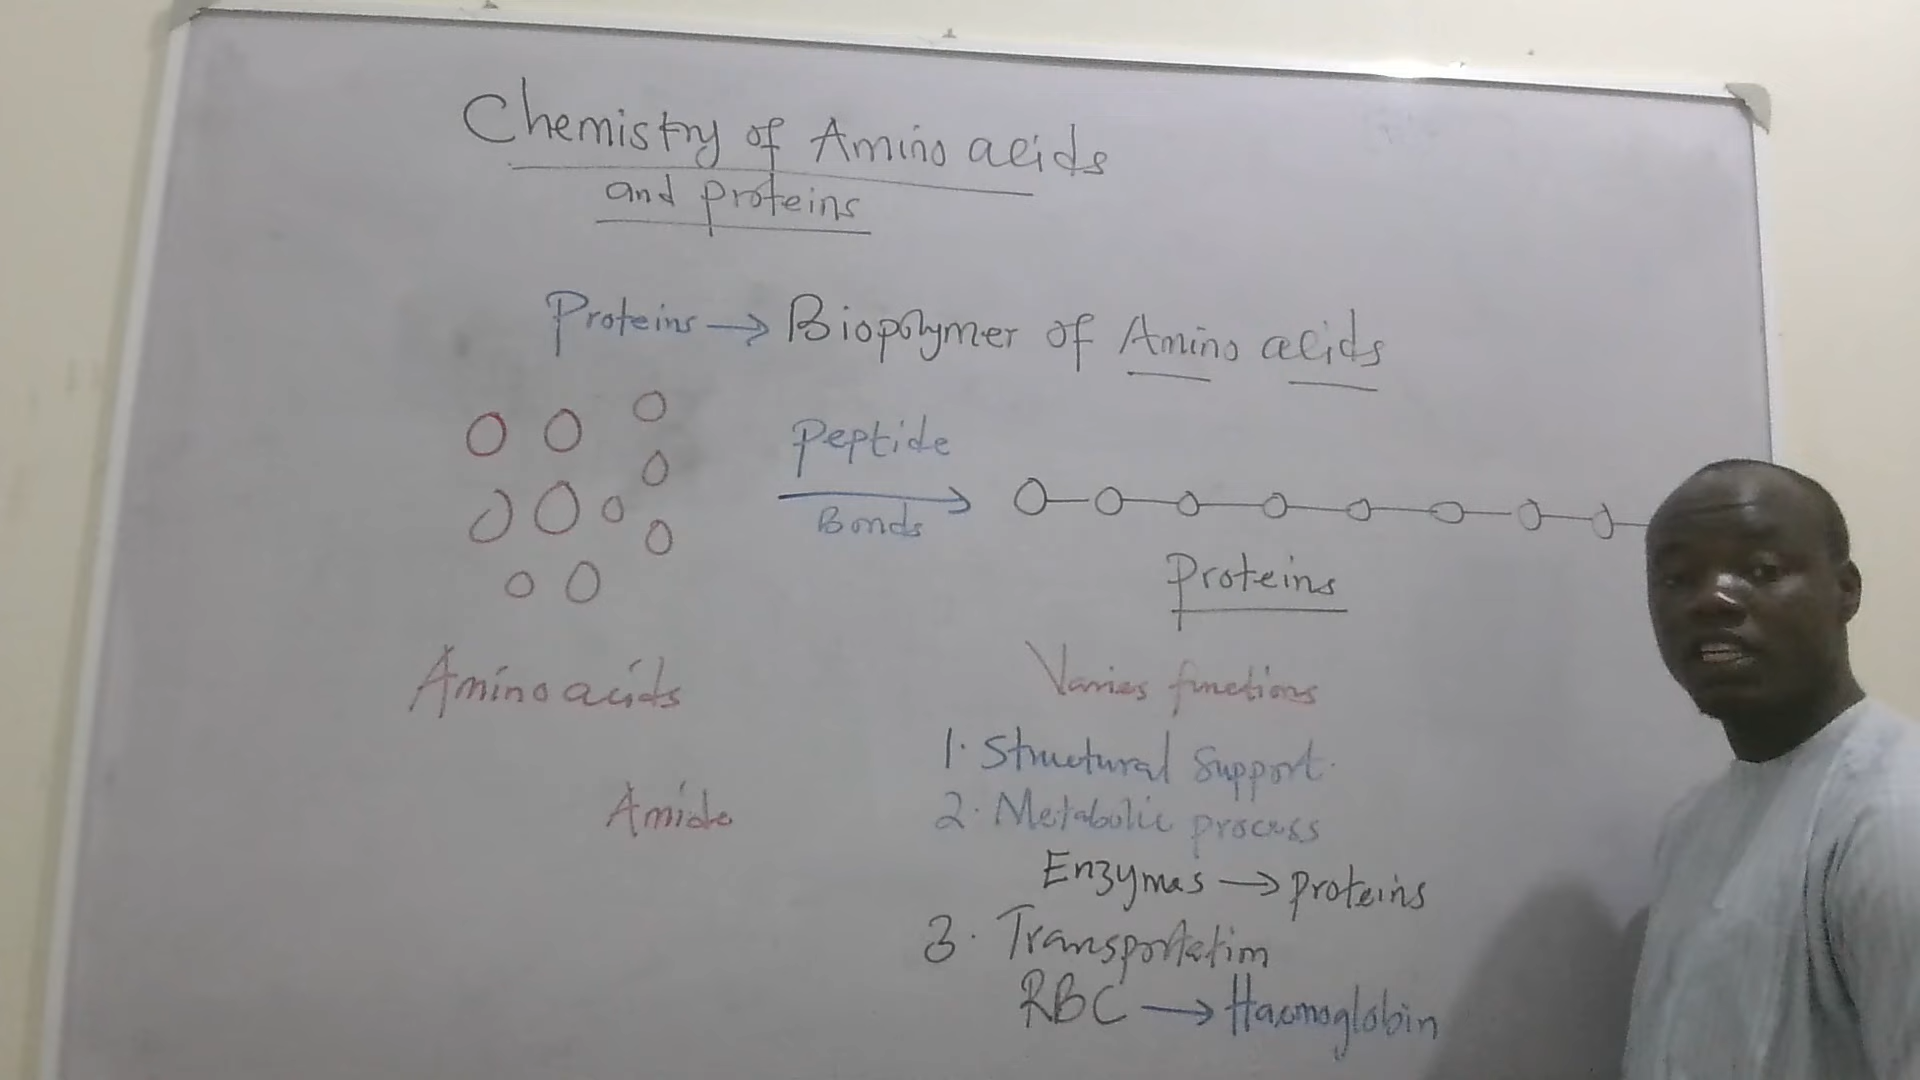 Chemistry of Amino acids
and proteins
Proteins → Biopolymer of Amino acids
Peptide
Bonds
Proteins
Amino acids
Varies functions
1. Structural Support.
2. Metabolic process
Amide
Enzymes → proteins
3. Transportation
RBC → Haemoglobin